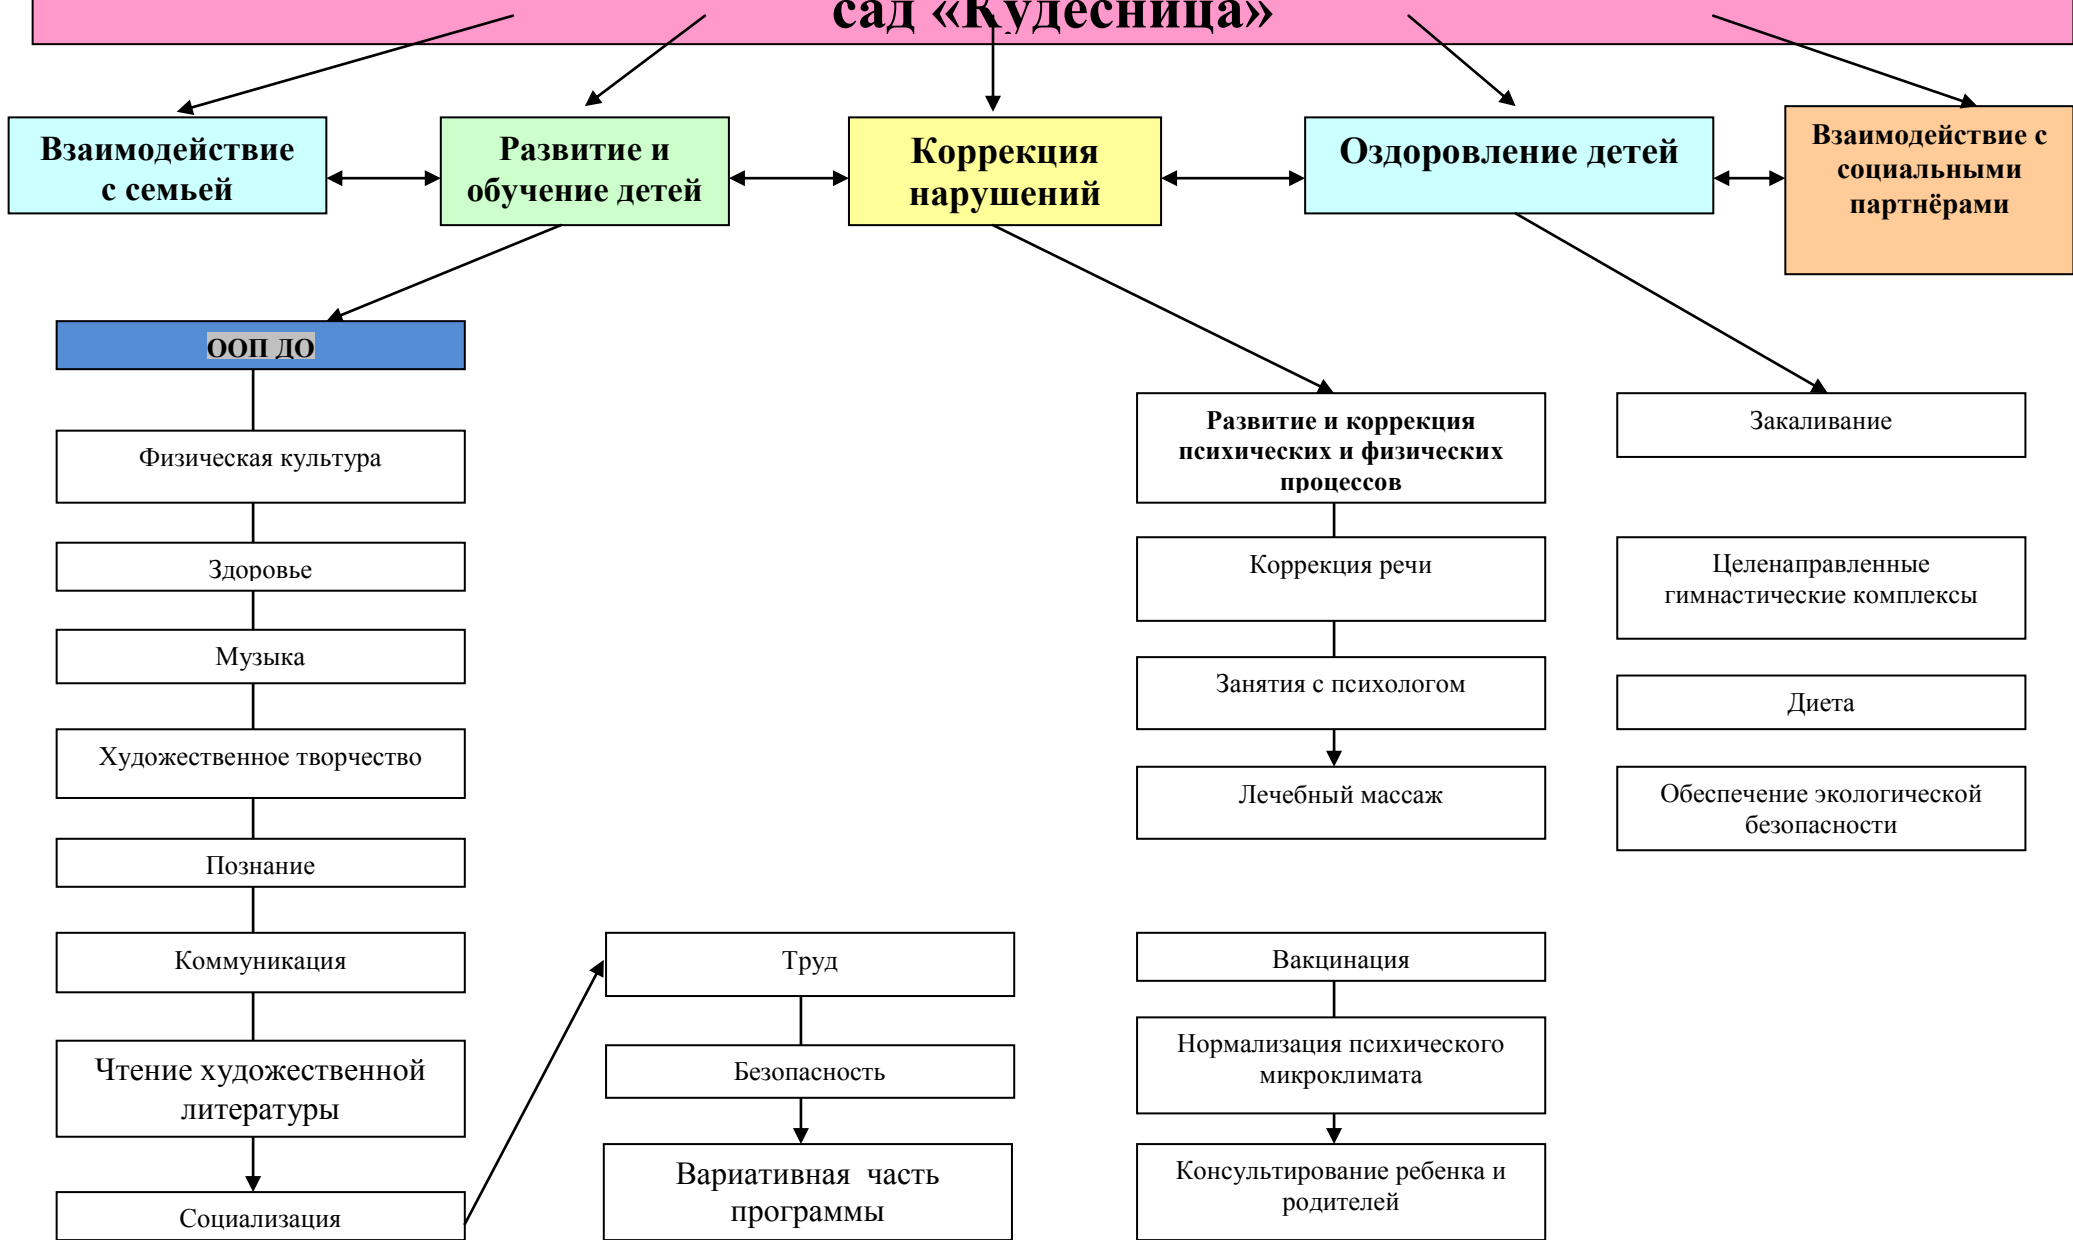 сад «Кудесница»
Взаимодействие
с семьей
Развитие и
обучение детей
Коррекция
нарушений
Оздоровление детей
Взаимодействие с
социальными
партнёрами
ООП ДО
Физическая культура
Здоровье
Музыка
Художественное творчество
Познание
Коммуникация
Чтение художественной
литературы
Социализация
Труд
Безопасность
Вариативная часть
программы
Развитие и коррекция
психических и физических
процессов
Коррекция речи
Занятия с психологом
Лечебный массаж
Вакцинация
Нормализация психического
микроклимата
Консультирование ребенка и
родителей
Закаливание
Целенаправленные
гимнастические комплексы
Диета
Обеспечение экологической
безопасности